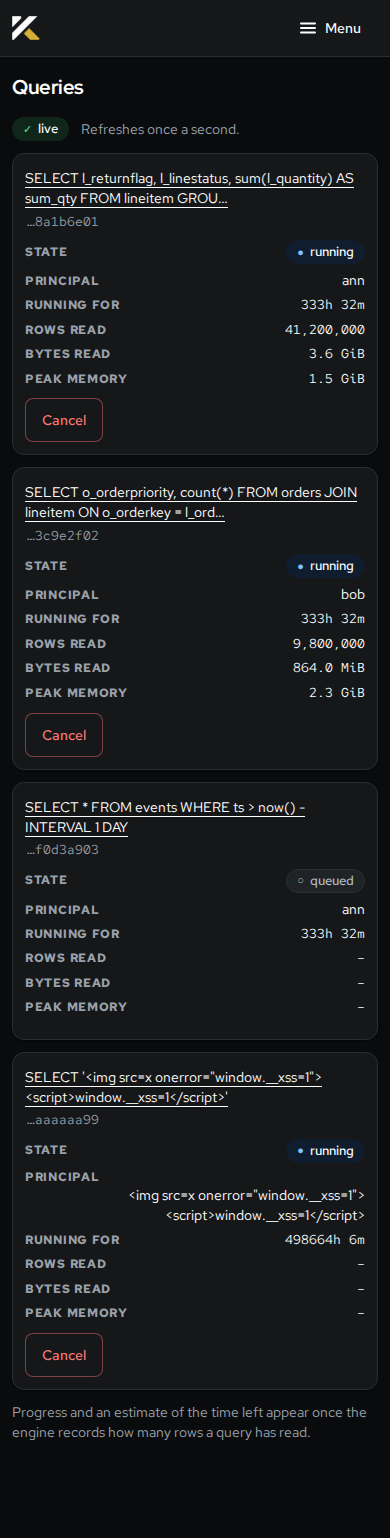 Menu
Queries
✓ live Refreshes once a second.
SELECT l_returnflag, l_linestatus, sum(l_quantity) AS
sum_qty FROM lineitem GROU…
…8a1b6e01
STATE running
PRINCIPAL ann
RUNNING FOR 333h 32m
ROWS READ 41,200,000
BYTES READ 3.6 GiB
PEAK MEMORY 1.5 GiB
Cancel
SELECT o_orderpriority, count(*) FROM orders JOIN
lineitem ON o_orderkey = l_ord…
…3c9e2f02
STATE running
PRINCIPAL bob
RUNNING FOR 333h 32m
ROWS READ 9,800,000
BYTES READ 864.0 MiB
PEAK MEMORY 2.3 GiB
Cancel
SELECT * FROM events WHERE ts > now() -
INTERVAL 1 DAY
…f0d3a903
STATE queued
PRINCIPAL ann
RUNNING FOR 333h 32m
ROWS READ –
BYTES READ –
PEAK MEMORY –
SELECT '<img src=x onerror="window.__xss=1">
<script>window.__xss=1</script>'
…aaaaaa99
STATE running
PRINCIPAL
<img src=x onerror="window.__xss=1">
<script>window.__xss=1</script>
RUNNING FOR 498664h 6m
ROWS READ –
BYTES READ –
PEAK MEMORY –
Cancel
Progress and an estimate of the time left appear once the
engine records how many rows a query has read.